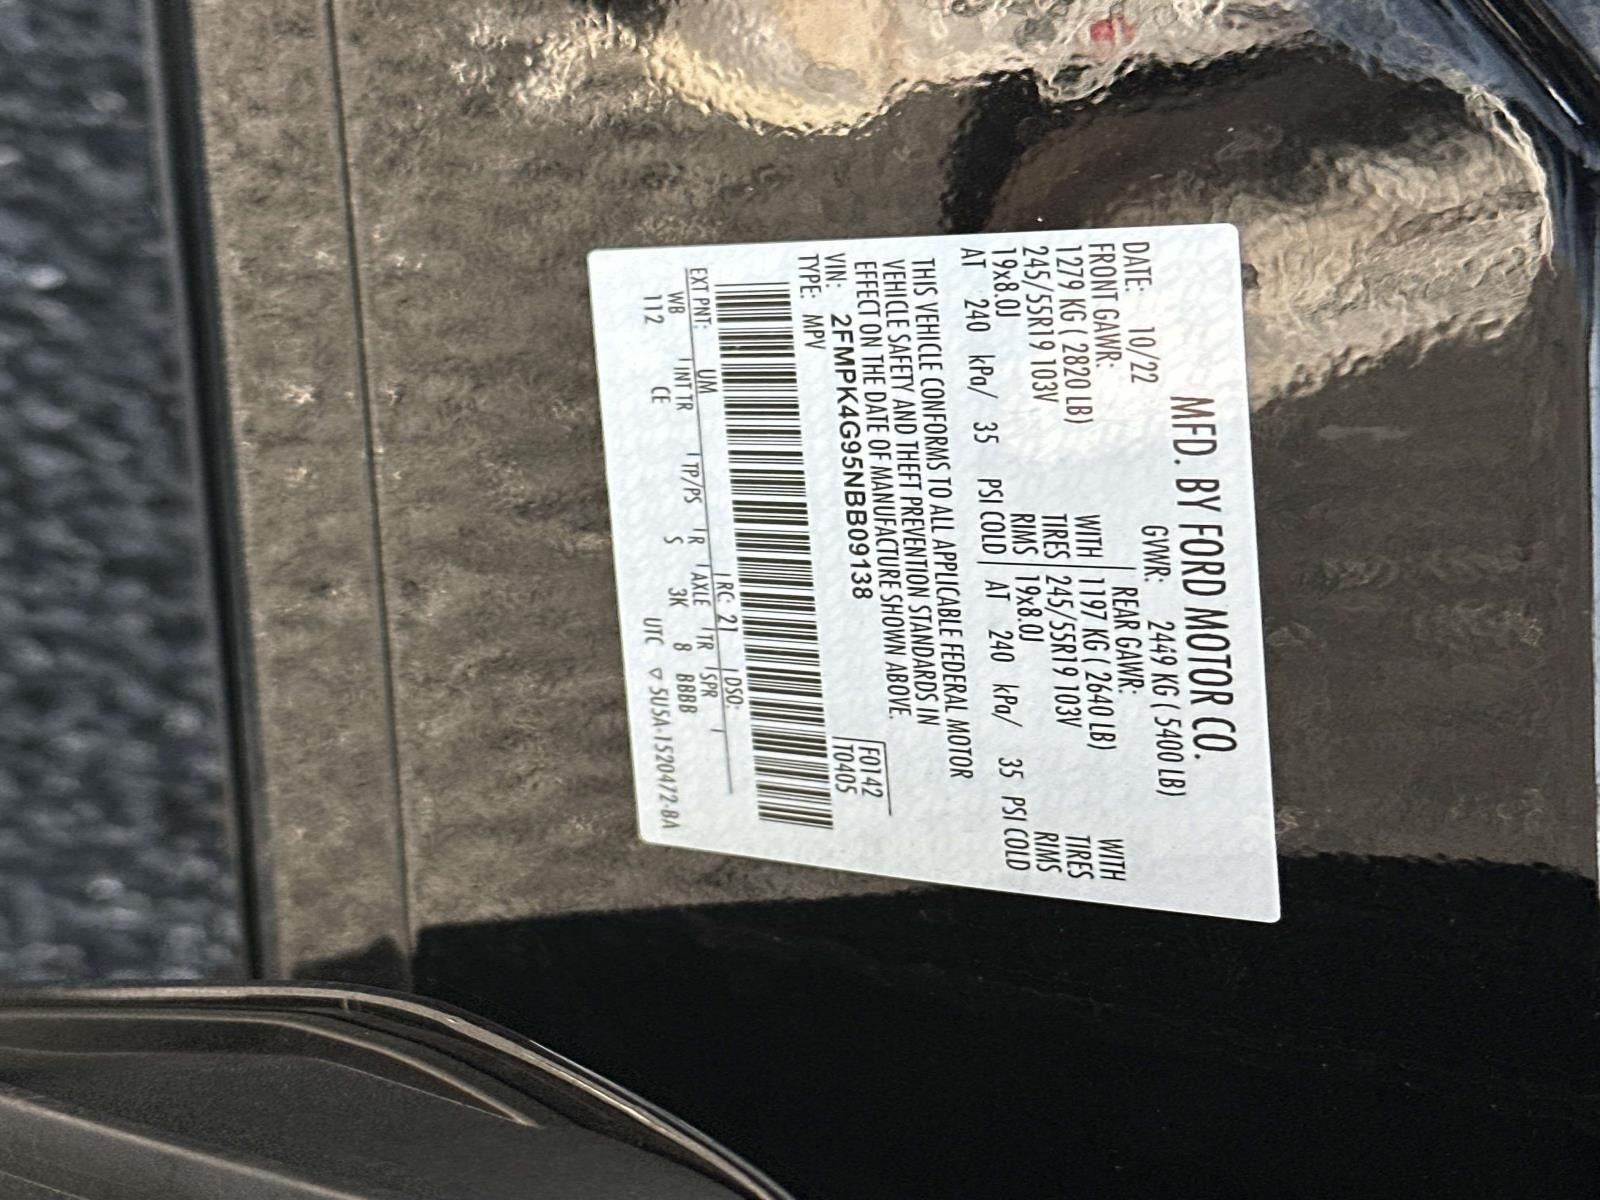 MFD. BY FORD MOTOR CO.
DATE: 10/22 GVWR: 2449 KG ( 5400 LB)
FRONT GAWR: REAR GAWR: WITH
1279 KG ( 2820 LB) WITH 1197 KG ( 2640 LB) TIRES
245/55R19 103V TIRES 245/55R19 103V RIMS
19x8.0J RIMS 19x8.0J
AT 240 kPa/ 35 PSI COLD AT 240 kPa/ 35 PSI COLD
THIS VEHICLE CONFORMS TO ALL APPLICABLE FEDERAL MOTOR
VEHICLE SAFETY AND THEFT PREVENTION STANDARDS IN
EFFECT ON THE DATE OF MANUFACTURE SHOWN ABOVE.
VIN: 2FMPK4G95NBB09138 F0142
TYPE: MPV T0405
EXT PNT: UM RC: 21 DSO:
WB INT TR TP/PS R AXLE TR SPR
112 CE S 3K 8 BBBB
UTC ▽ 5U5A-1520472-BA